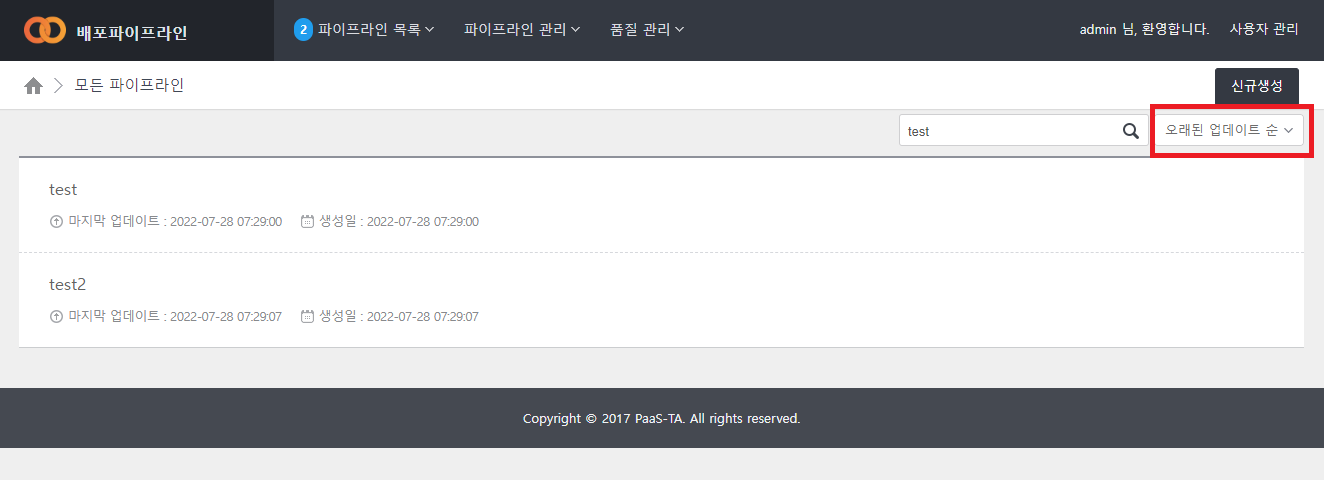 배포파이프라인
2 파이프라인 목록
파이프라인 관리
품질 관리
admin 님, 환영합니다.
사용자 관리
모든 파이프라인
신규생성
test
오래된 업데이트 순
test
마지막 업데이트 : 2022-07-28 07:29:00
생성일 : 2022-07-28 07:29:00
test2
마지막 업데이트 : 2022-07-28 07:29:07
생성일 : 2022-07-28 07:29:07
Copyright © 2017 PaaS-TA. All rights reserved.